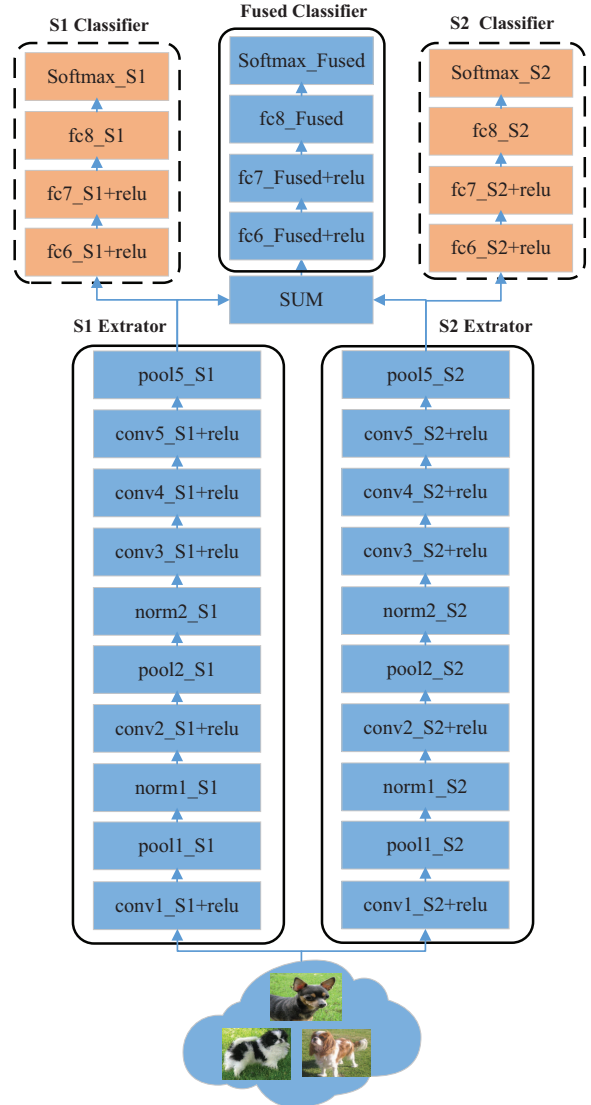 S1 Classifier
Softmax_S1
fc8_S1
fc7_S1+relu
fc6_S1+relu
Fused Classifier
Softmax_Fused
fc8_Fused
fc7_Fused+relu
fc6_Fused+relu
SUM
S2 Classifier
Softmax_S2
fc8_S2
fc7_S2+relu
fc6_S2+relu
S1 Extrator
pool5_S1
conv5_S1+relu
conv4_S1+relu
conv3_S1+relu
norm2_S1
pool2_S1
conv2_S1+relu
norm1_S1
pool1_S1
conv1_S1+relu
S2 Extrator
pool5_S2
conv5_S2+relu
conv4_S2+relu
conv3_S2+relu
norm2_S2
pool2_S2
conv2_S2+relu
norm1_S2
pool1_S2
conv1_S2+relu